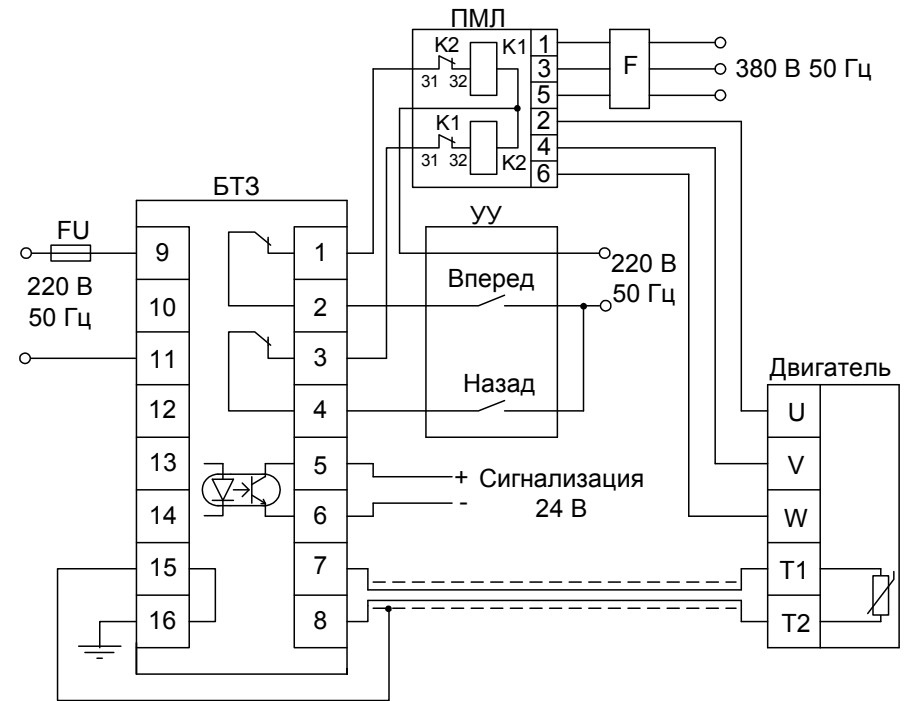 ПМЛ
K2
K1
31 32
K1
31 32
K2
1
3
5
2
4
6
F
380 В 50 Гц
БТЗ
FU
220 В
50 Гц
9
10
11
12
13
14
15
16
1
2
3
4
5
6
7
8
УУ
Вперед
Назад
220 В
50 Гц
+ Сигнализация
- 24 В
Двигатель
U
V
W
T1
T2